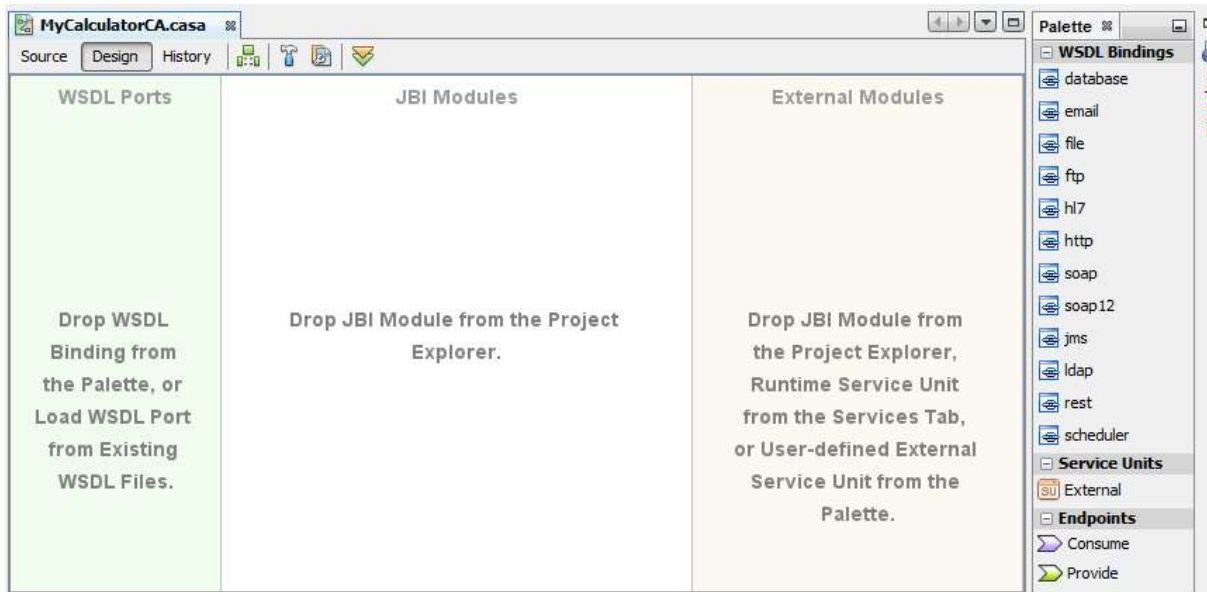 MyCalculatorCA.casa
Source Design History
WSDL Ports
Drop WSDL
Binding from
the Palette, or
Load WSDL Port
from Existing
WSDL Files.
JBI Modules
Drop JBI Module from the Project
Explorer.
External Modules
Drop JBI Module from
the Project Explorer,
Runtime Service Unit
from the Services Tab,
or User-defined External
Service Unit from the
Palette.
Palette
WSDL Bindings
database
email
file
ftp
hl7
http
soap
soap12
jms
ldap
rest
scheduler
Service Units
SU External
Endpoints
Consume
Provide